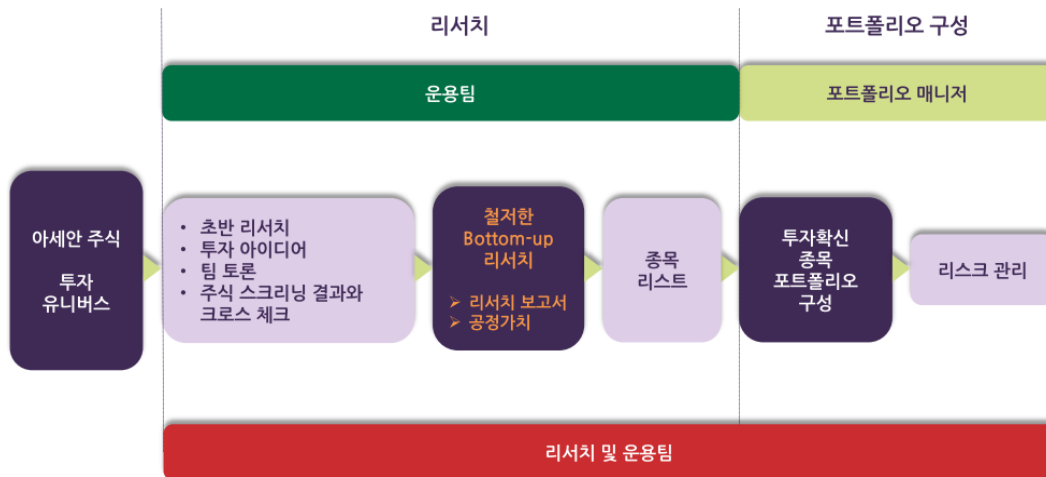 리서치
포트폴리오 구성
운용팀
포트폴리오 매니저
아세안 주식
투자
유니버스
• 초반 리서치
• 투자 아이디어
• 팀 토론
• 주식 스크리닝 결과와
크로스 체크
철저한
Bottom-up
리서치
➢ 리서치 보고서
➢ 공정가치
종목
리스트
투자확신
종목
포트폴리오
구성
리스크 관리
리서치 및 운용팀